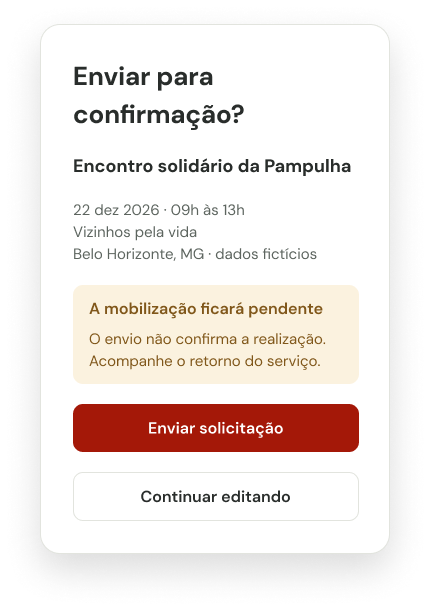 Enviar para
confirmação?
Encontro solidário da Pampulha
22 dez 2026 · 09h às 13h
Vizinhos pela vida
Belo Horizonte, MG · dados fictícios
A mobilização ficará pendente
O envio não confirma a realização.
Acompanhe o retorno do serviço.
Enviar solicitação
Continuar editando